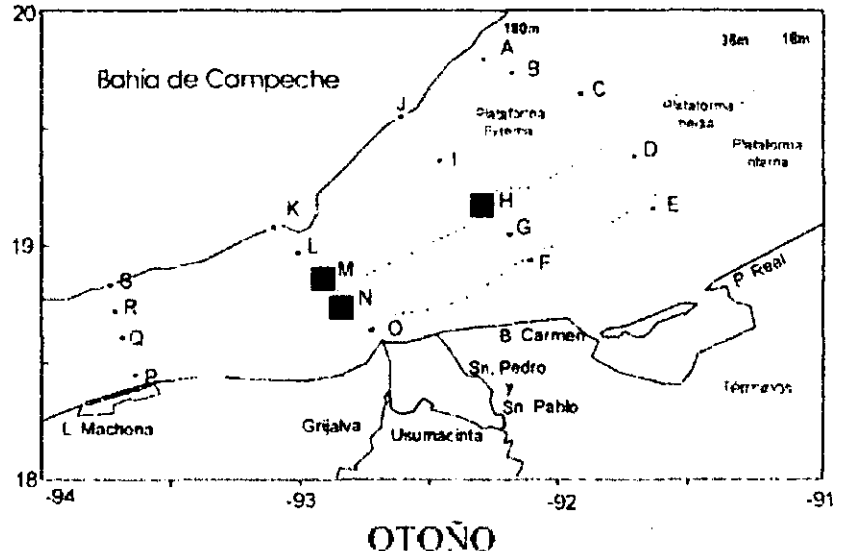 20
180m
A
36m 18m
Bahia de Campeche
B
C
J
Plataforma
Externa
Plataforma
media
D
Plataforma
interna
I
H
E
K
G
19
L
F
M
S
N
P. Real
R
O
B Carmen
Q
Sn. Pedro
P
y
Términos
Sn. Pablo
L Machona
Grijalva
Usumacinta
18
-94
-93
-92
-91
OTOÑO